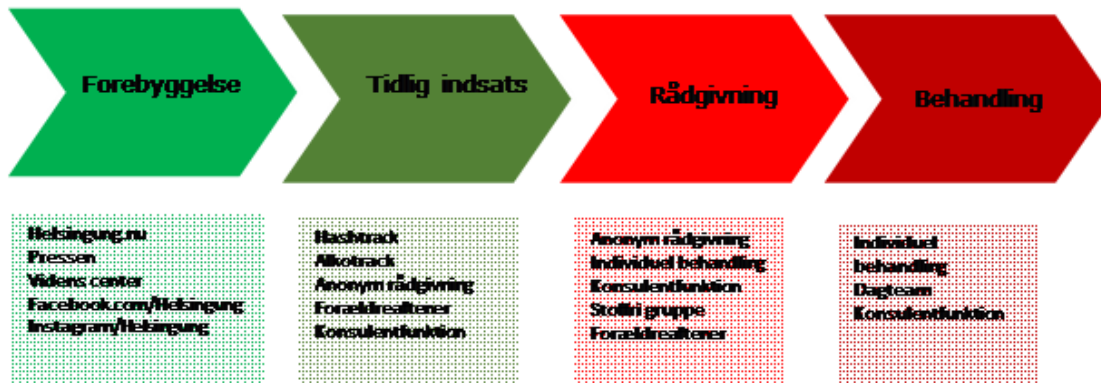 Forebyggelse
Tidlig indsats
Rådgivning
Behandling
Helsingung.nu
Pressen
Videns center
Facebook.com/Helsingung
Instagram/Helsingung
Hashtrack
Alkotrack
Anonym rådgivning
Forældreaftener
Konsulentfunktion
Anonym rådgivning
Individuel behandling
Konsulentfunktion
Stoffri gruppe
Forældreaftener
Individuel
behandling
Dagteam
Konsulentfunktion